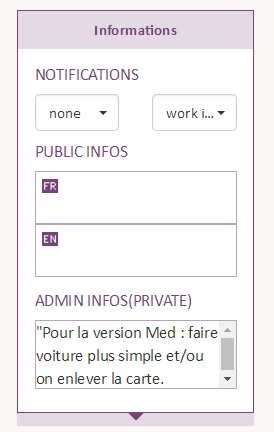 Informations
NOTIFICATIONS
none
work i...
PUBLIC INFOS
FR
EN
ADMIN INFOS(PRIVATE)
"Pour la version Med : faire
voiture plus simple et/ou
on enlever la carte.